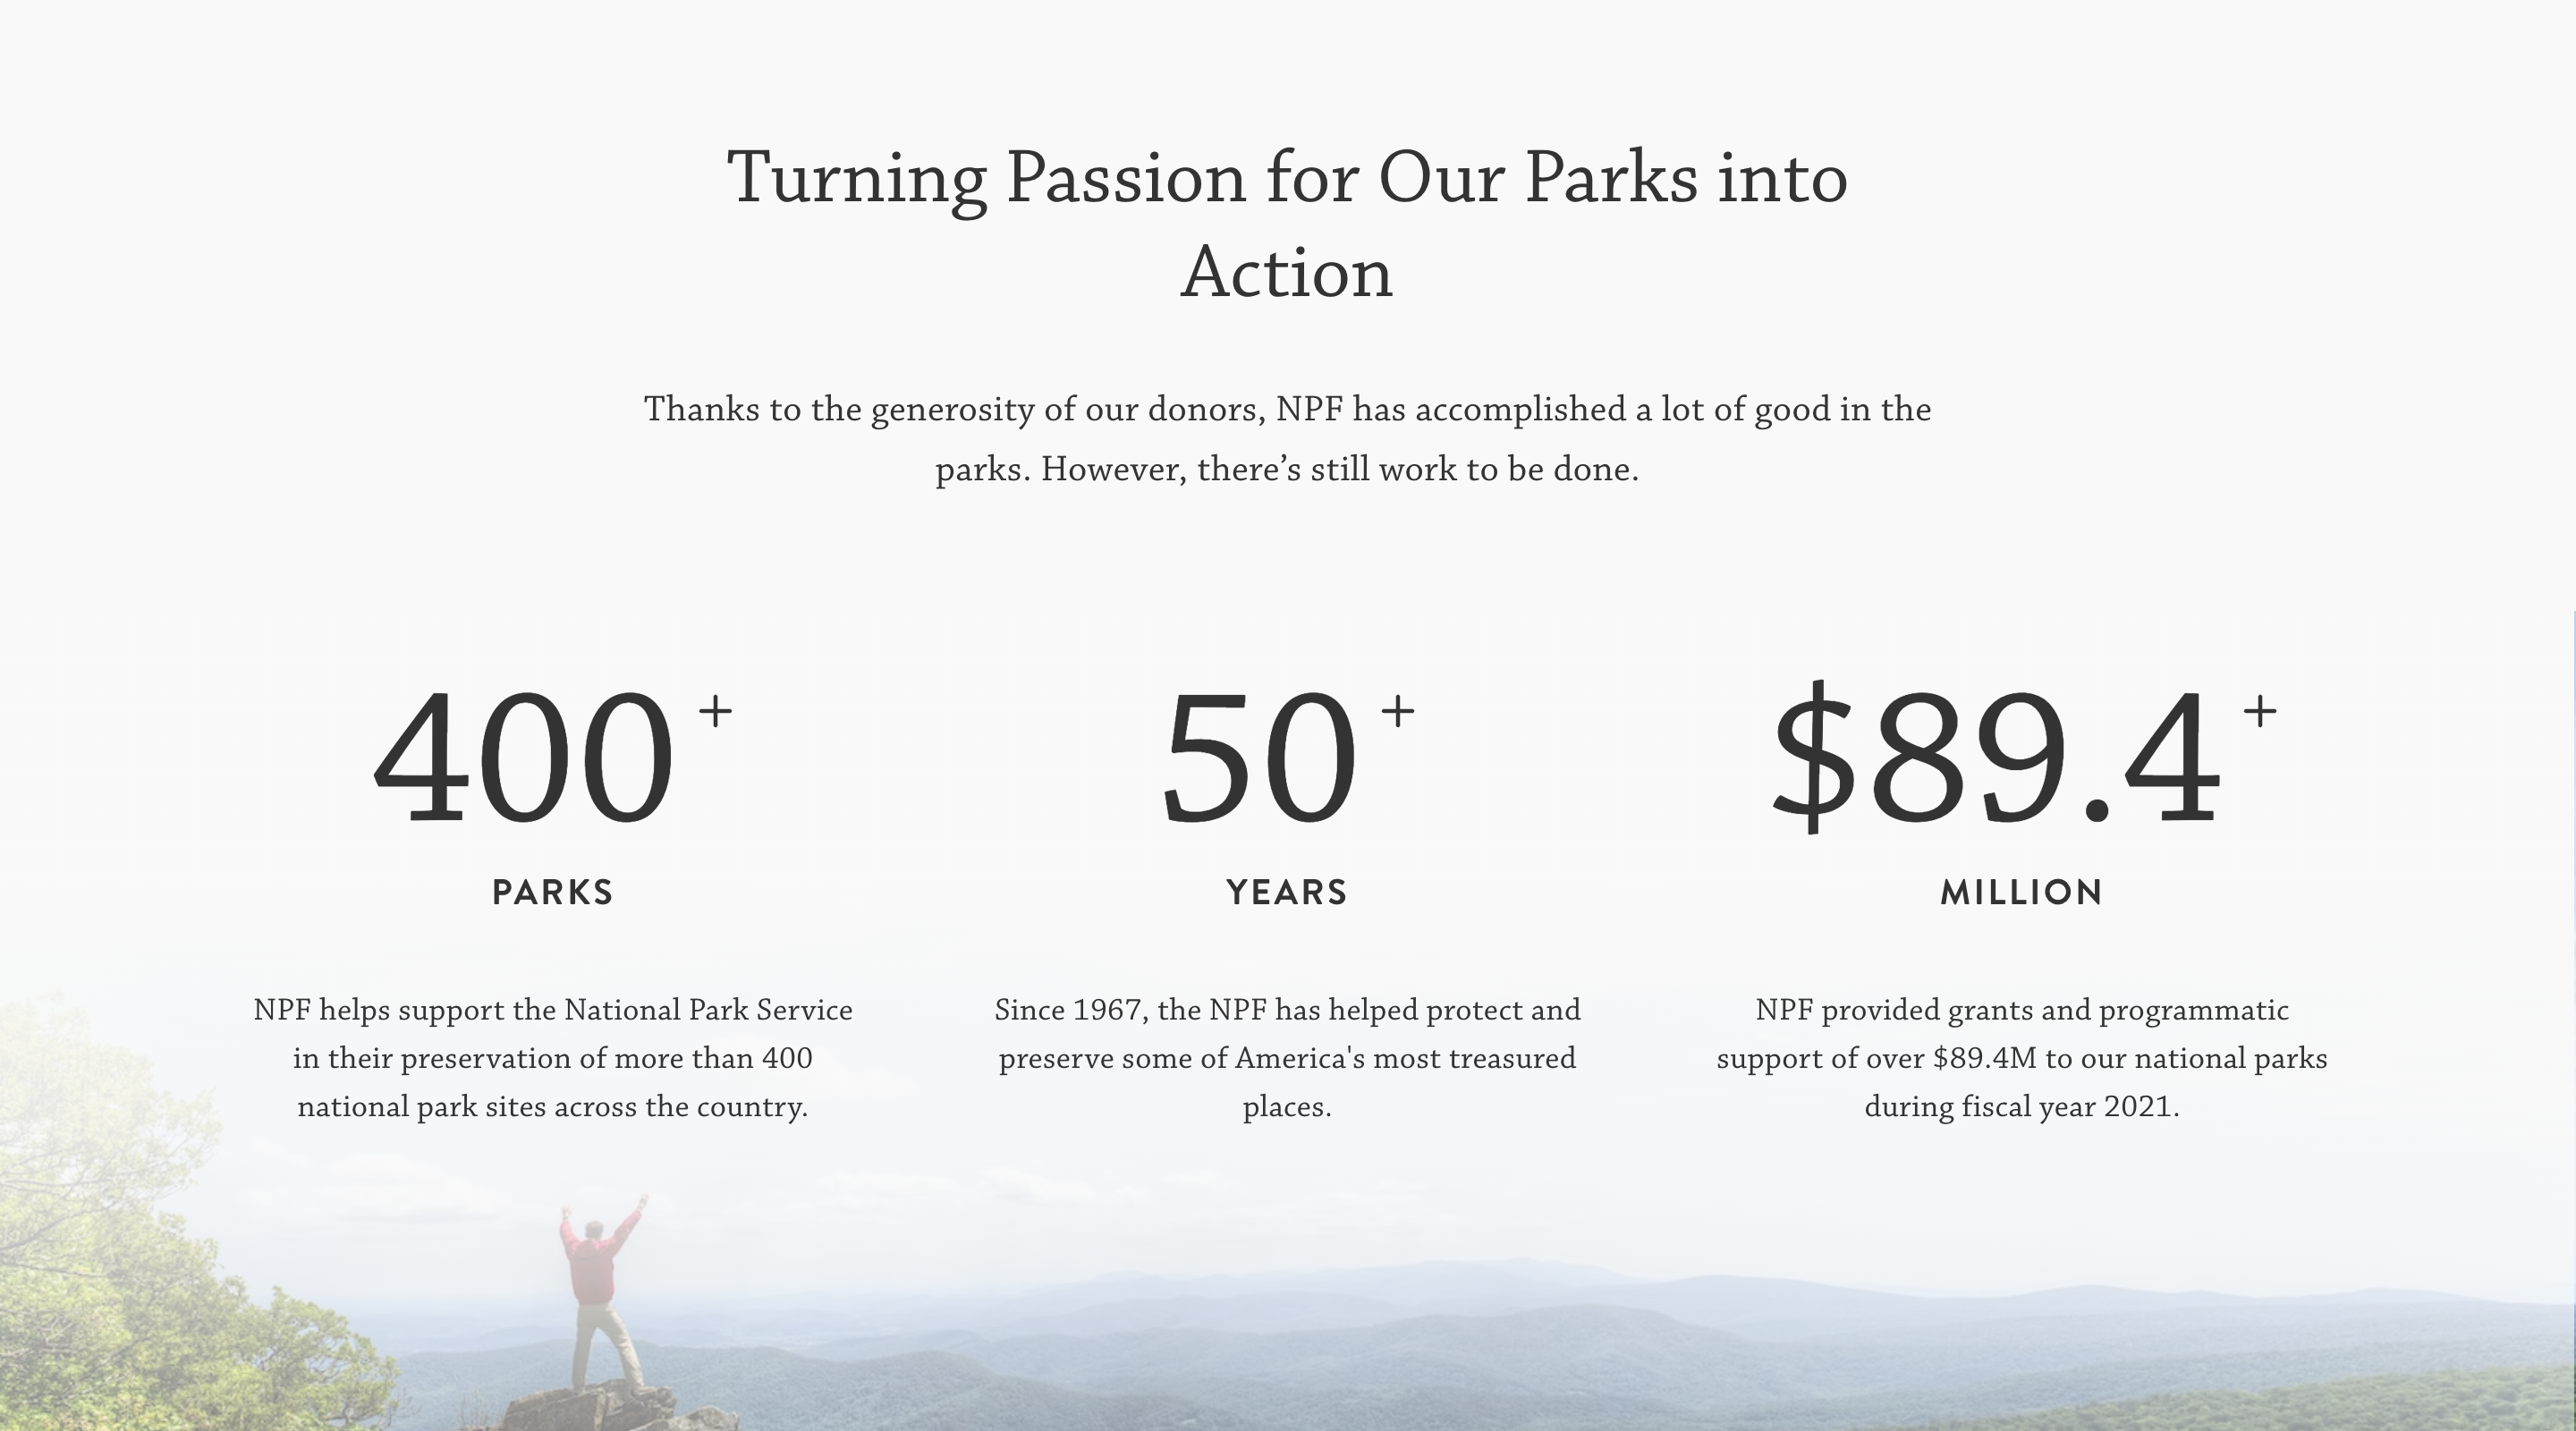 Turning Passion for Our Parks into
Action
Thanks to the generosity of our donors, NPF has accomplished a lot of good in the
parks. However, there’s still work to be done.
400+
PARKS
NPF helps support the National Park Service
in their preservation of more than 400
national park sites across the country.
50+
YEARS
Since 1967, the NPF has helped protect and
preserve some of America's most treasured
places.
$89.4+
MILLION
NPF provided grants and programmatic
support of over $89.4M to our national parks
during fiscal year 2021.